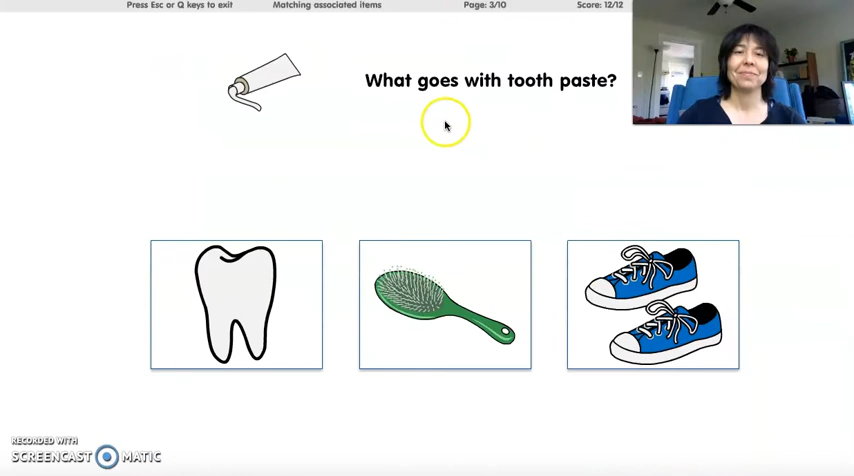 Press Esc or Q keys to exit Matching associated items Page: 3/10 Score: 12/12
What goes with tooth paste?
RECORDED WITH
SCREENCAST MATIC